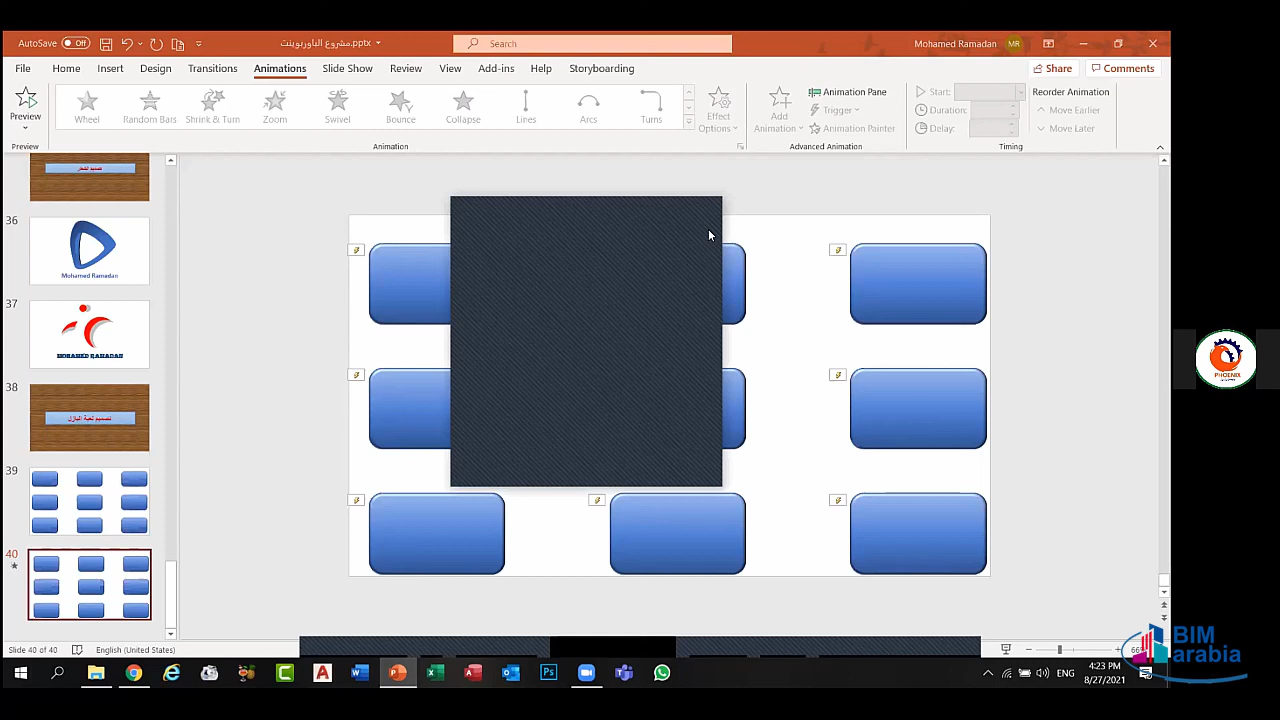 AutoSave Off
مشروع الباوربوينت.pptx
Search
Mohamed Ramadan MR
File Home Insert Design Transitions Animations Slide Show Review View Add-ins Help Storyboarding
Share Comments
Preview
Wheel Random Bars Shrink & Turn Zoom Swivel Bounce Collapse Lines Arcs Turns
Effect Options
Add Animation
Animation Pane
Trigger
Animation Painter
Start:
Duration:
Delay:
Reorder Animation
Move Earlier
Move Later
Preview Animation Advanced Animation Timing
36
Mohamed Ramadan
37
MOHAMED RAMADAN
38
تصميم لعبة البازل
39
40
PHOENIX
Slide 40 of 40 English (United States)
BIM
arabia
ENG
4:23 PM
8/27/2021